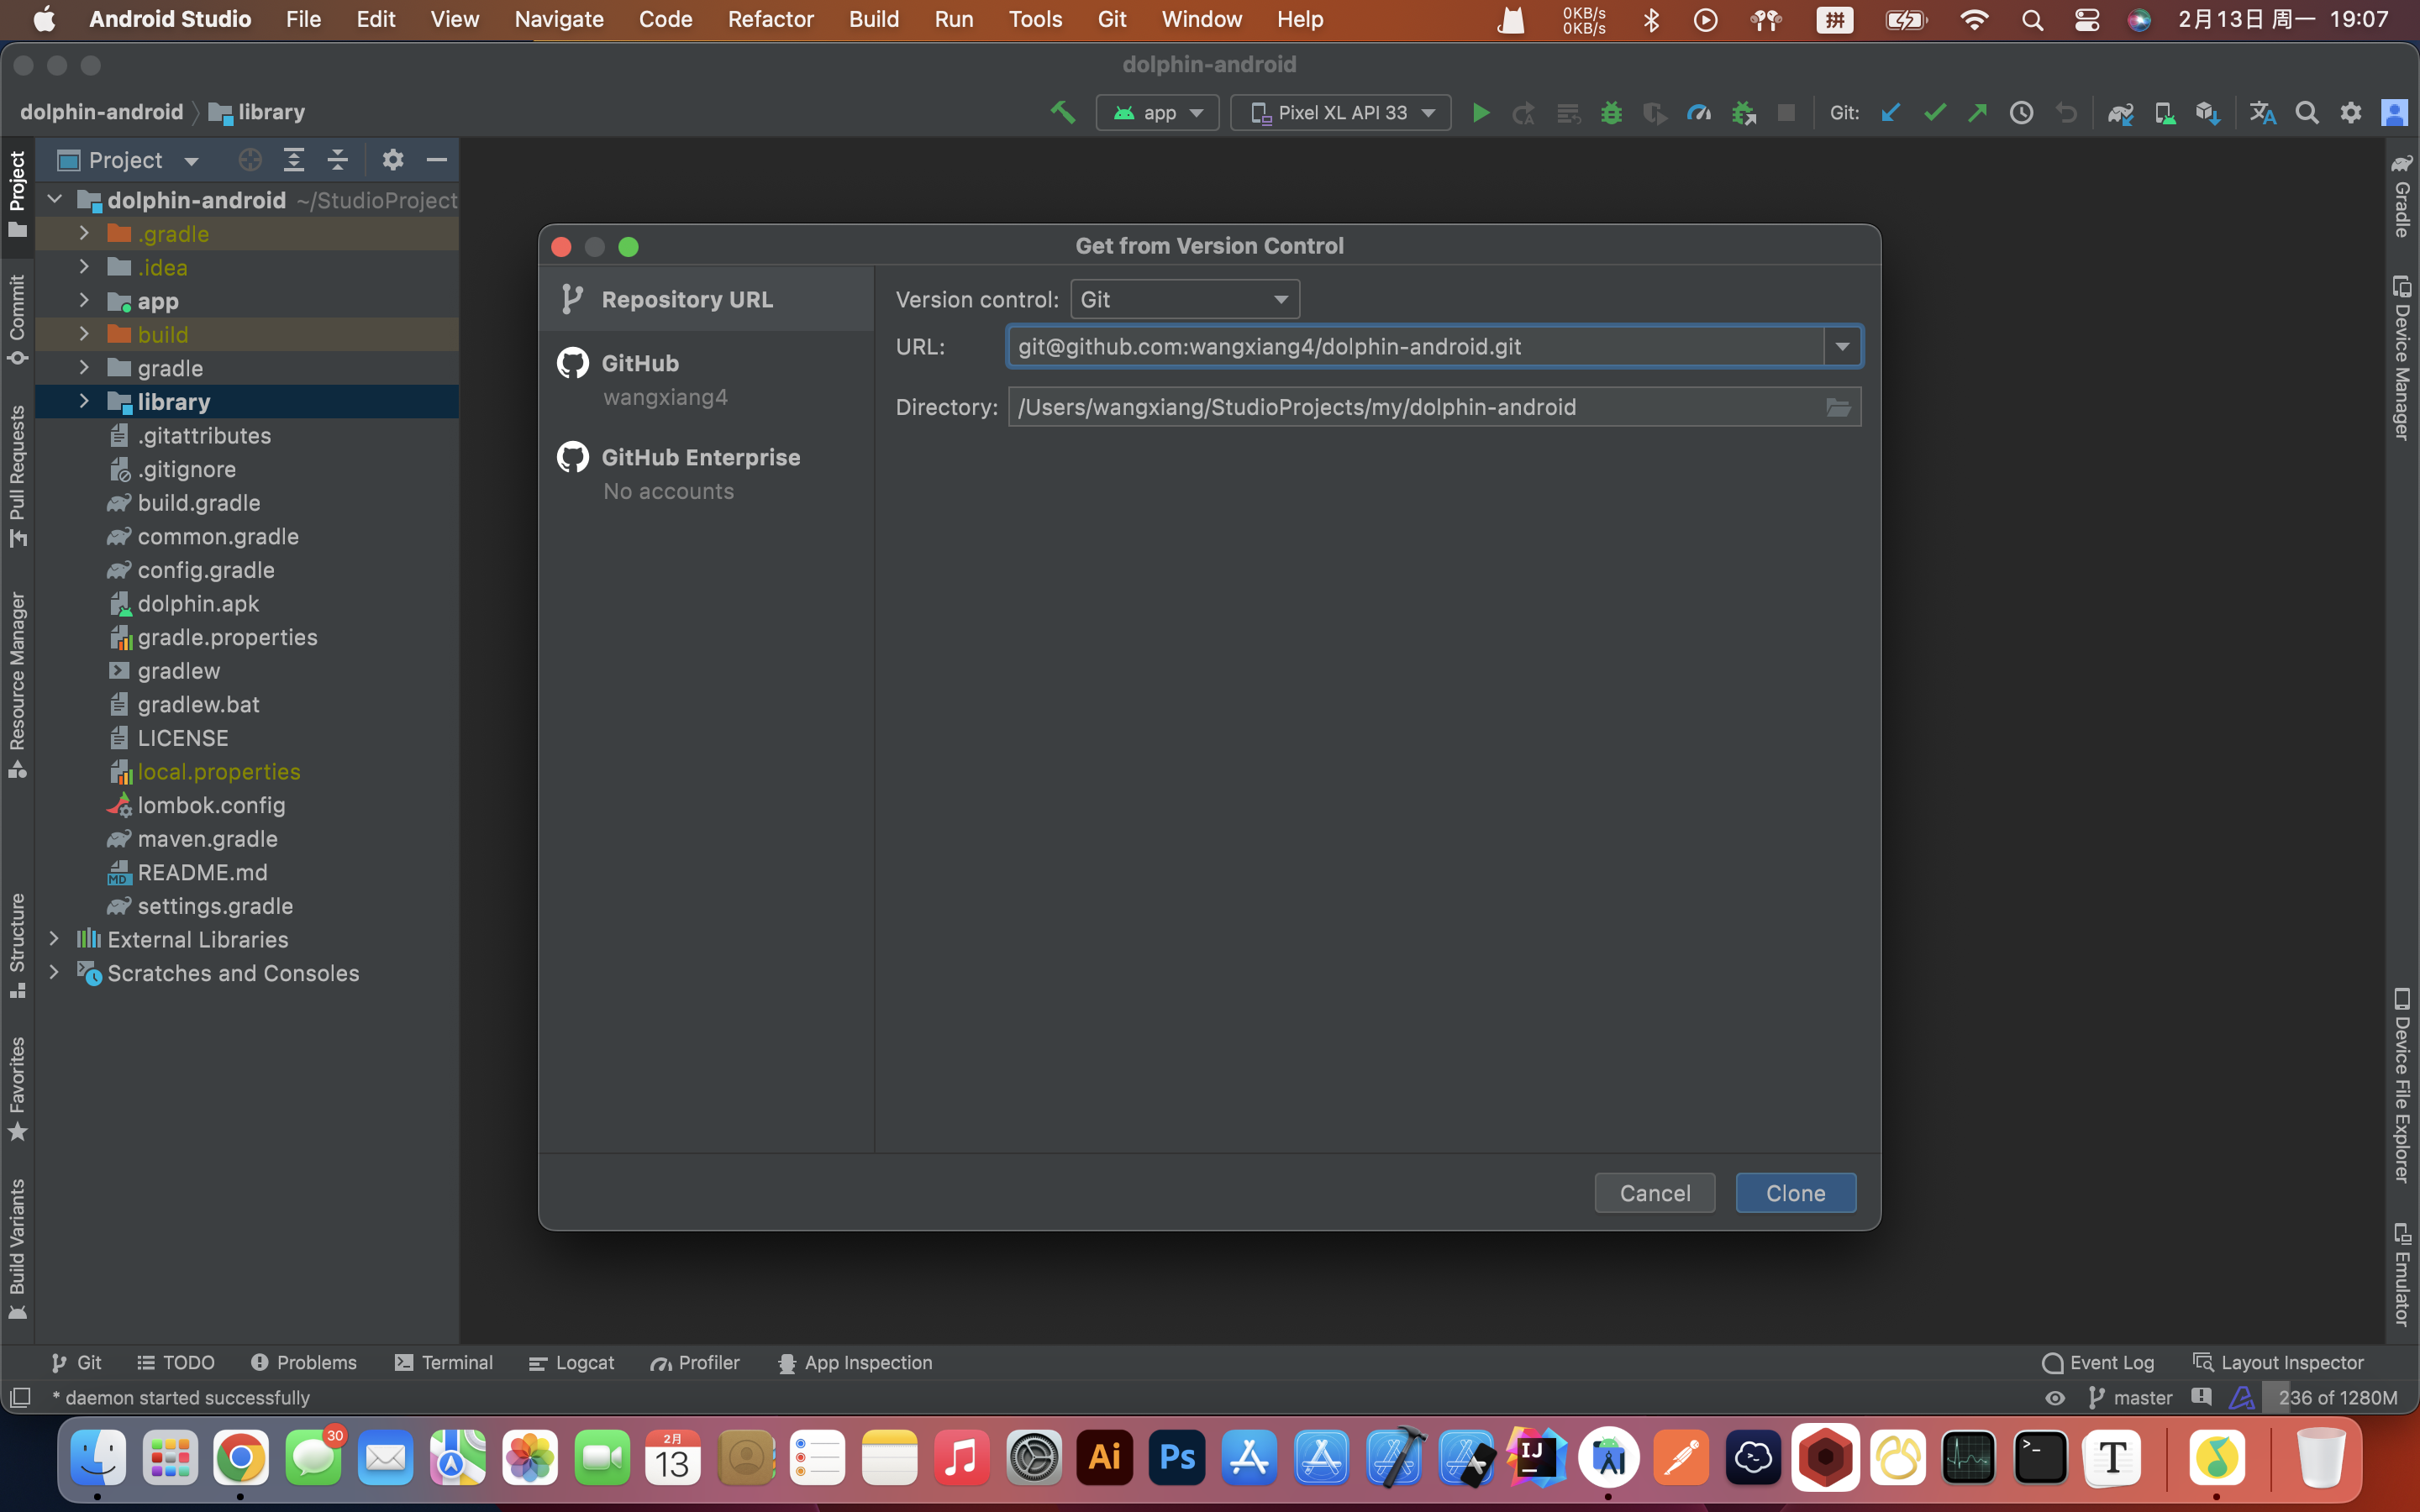 Android Studio File Edit View Navigate Code Refactor Build Run Tools Git Window Help 0KB/s 0KB/s 拼 2月13日 周一 19:07
dolphin-android
dolphin-android library app Pixel XL API 33 Git:
Project
Commit
Pull Requests
Resource Manager
Structure
Favorites
Build Variants
Project
dolphin-android ~/StudioProject
.gradle
.idea
app
build
gradle
library
.gitattributes
.gitignore
build.gradle
common.gradle
config.gradle
dolphin.apk
gradle.properties
gradlew
gradlew.bat
LICENSE
local.properties
lombok.config
maven.gradle
MD README.md
settings.gradle
External Libraries
Scratches and Consoles
Get from Version Control
Repository URL
GitHub
wangxiang4
GitHub Enterprise
No accounts
Version control: Git
URL: git@github.com:wangxiang4/dolphin-android.git
Directory: /Users/wangxiang/StudioProjects/my/dolphin-android
Cancel Clone
Gradle
Device Manager
Device File Explorer
Emulator
Git TODO Problems Terminal Logcat Profiler App Inspection Event Log Layout Inspector
* daemon started successfully master 236 of 1280M
30 2月 13 Ai Ps IJ T